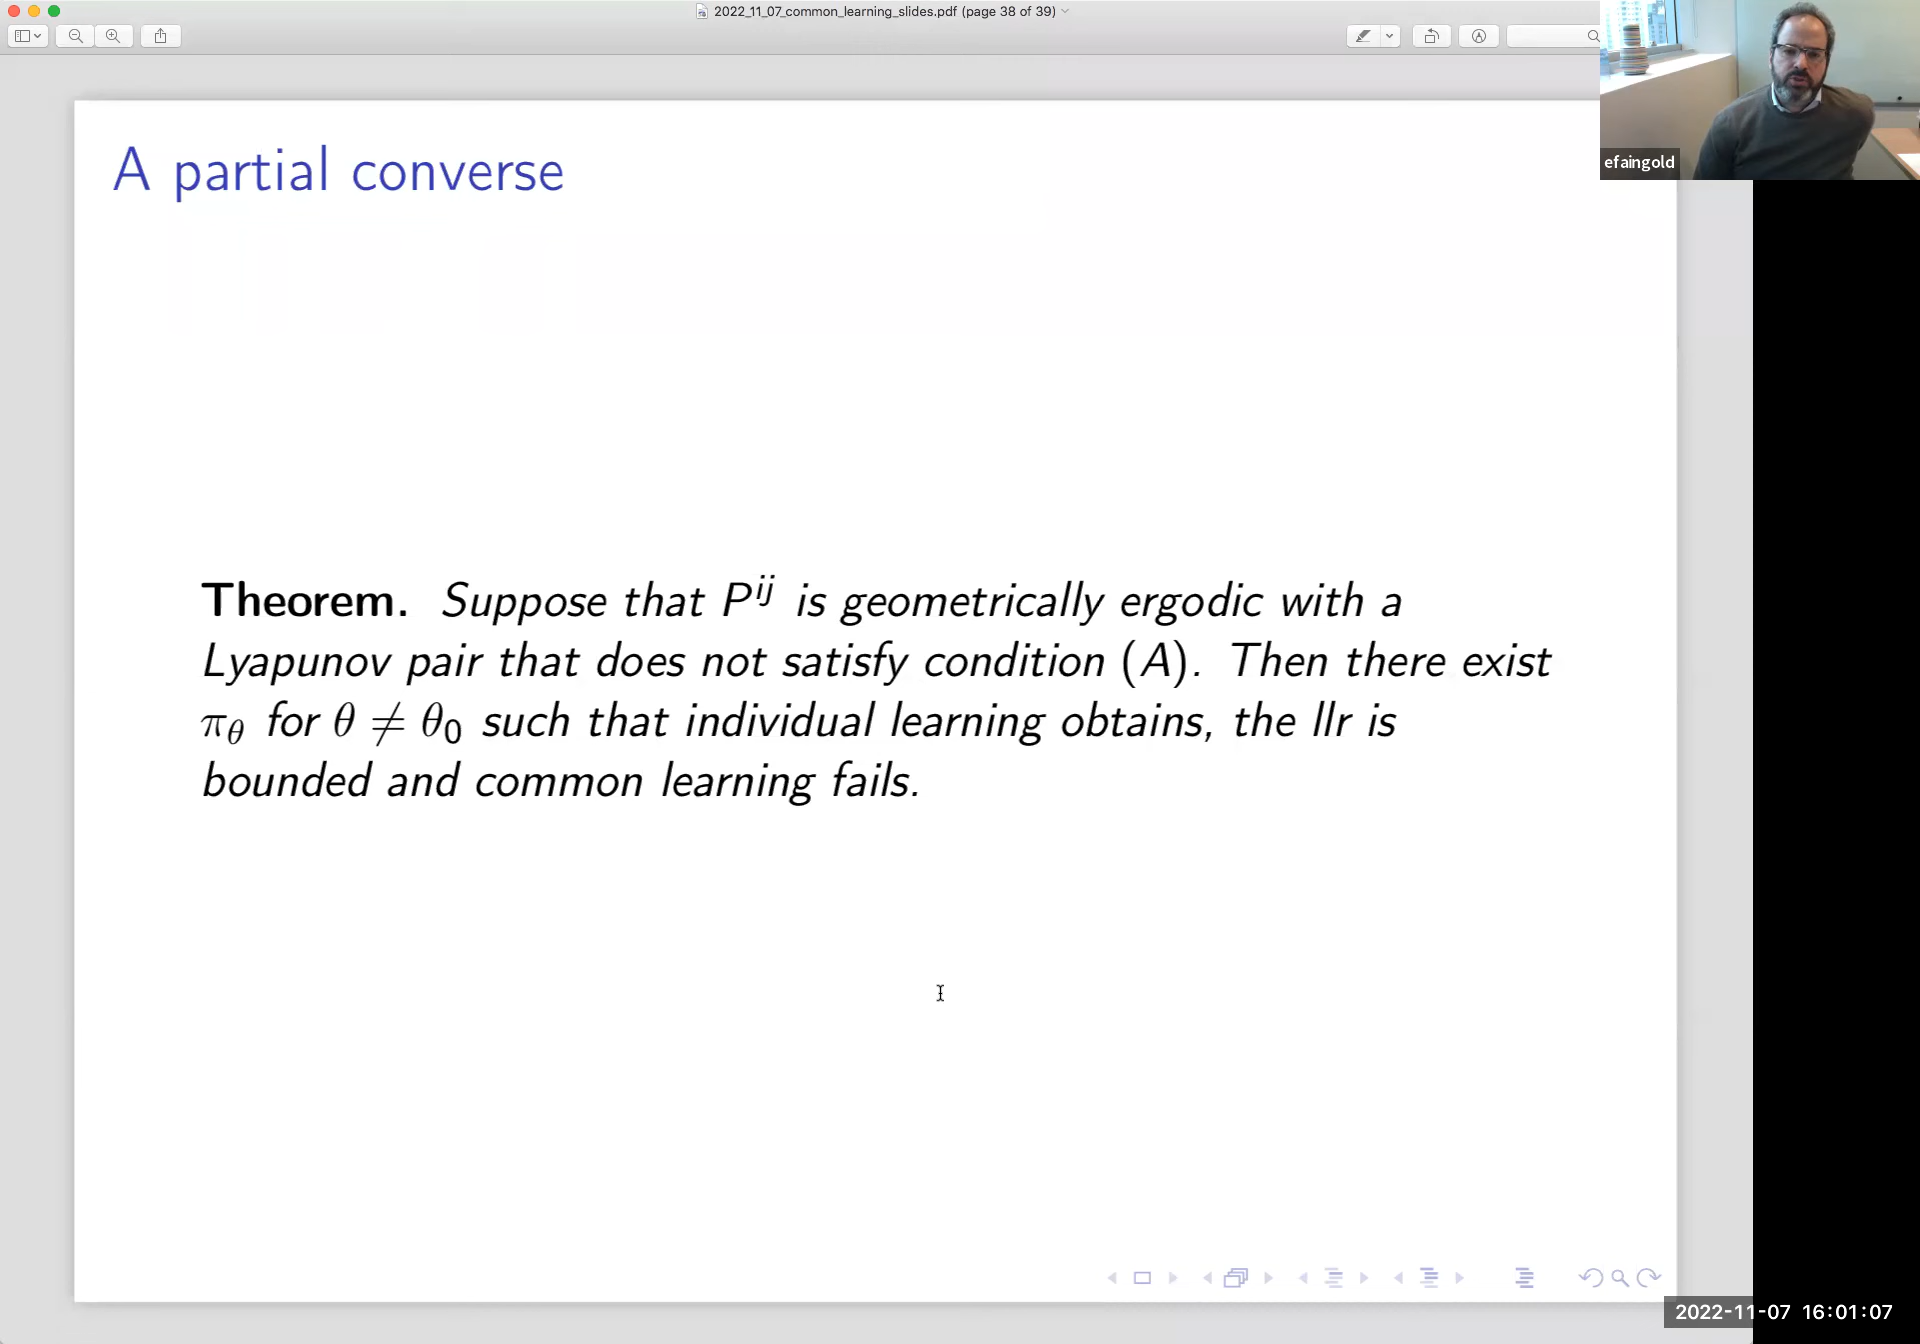 2022_11_07_common_learning_slides.pdf (page 38 of 39)
efaingold
A partial converse
Theorem. Suppose that P^{ij} is geometrically ergodic with a
Lyapunov pair that does not satisfy condition (A). Then there exist
π_θ for θ ≠ θ_0 such that individual learning obtains, the llr is
bounded and common learning fails.
2022-11-07 16:01:07